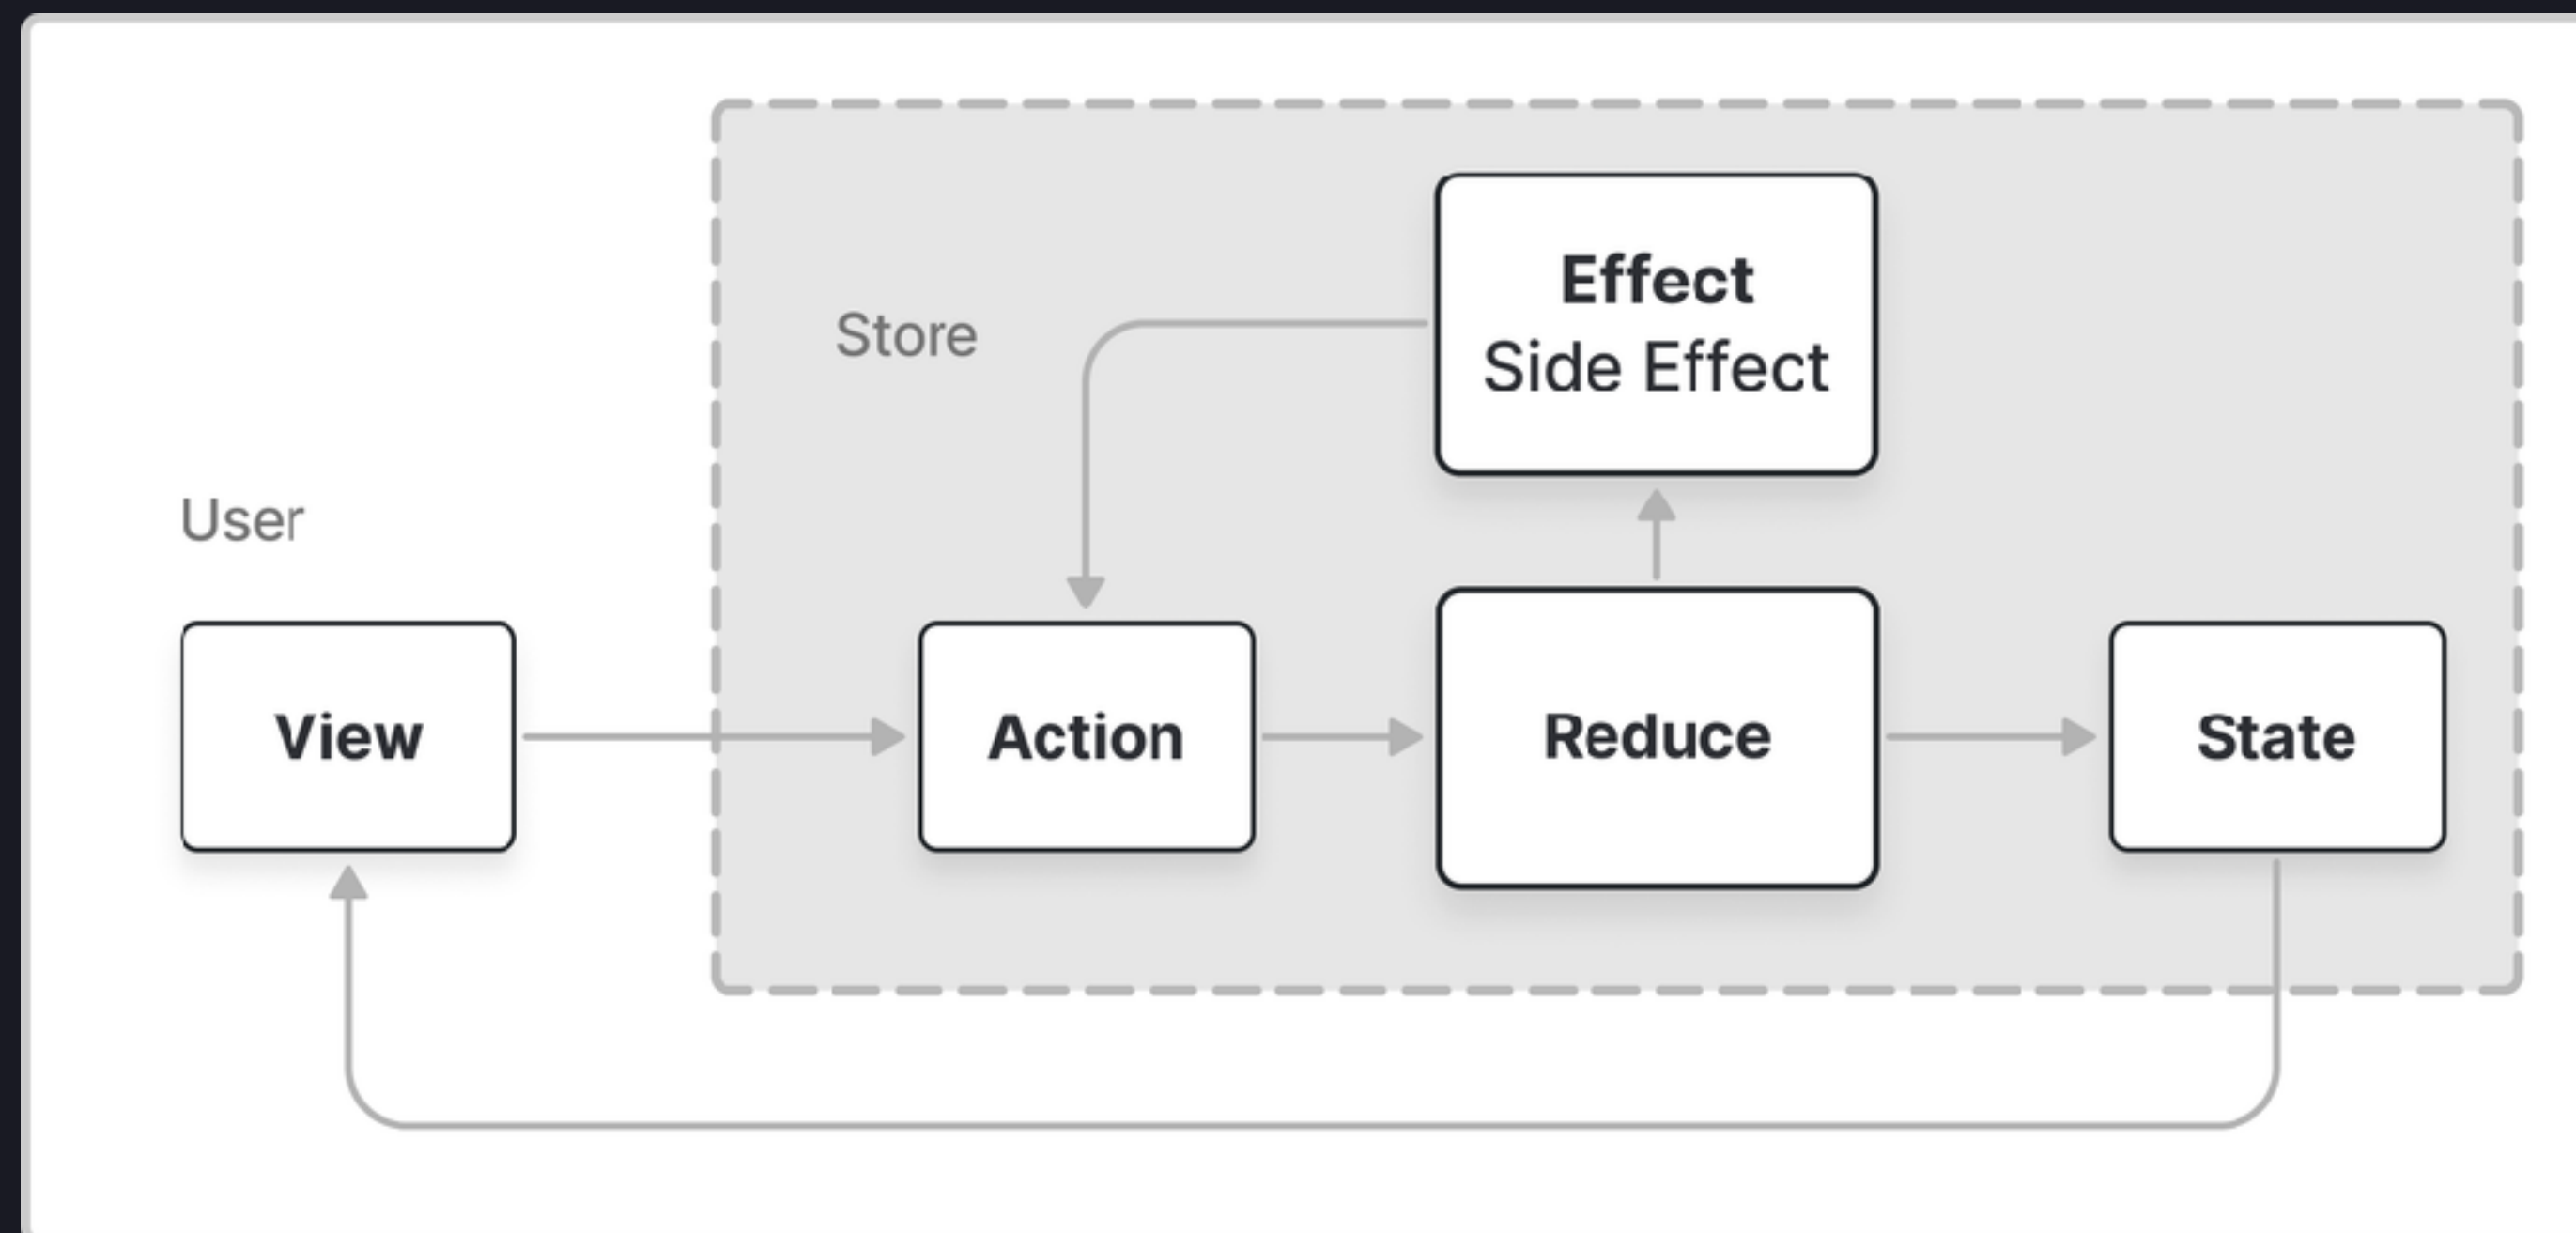 Effect
Side Effect
Store
User
View
Action
Reduce
State